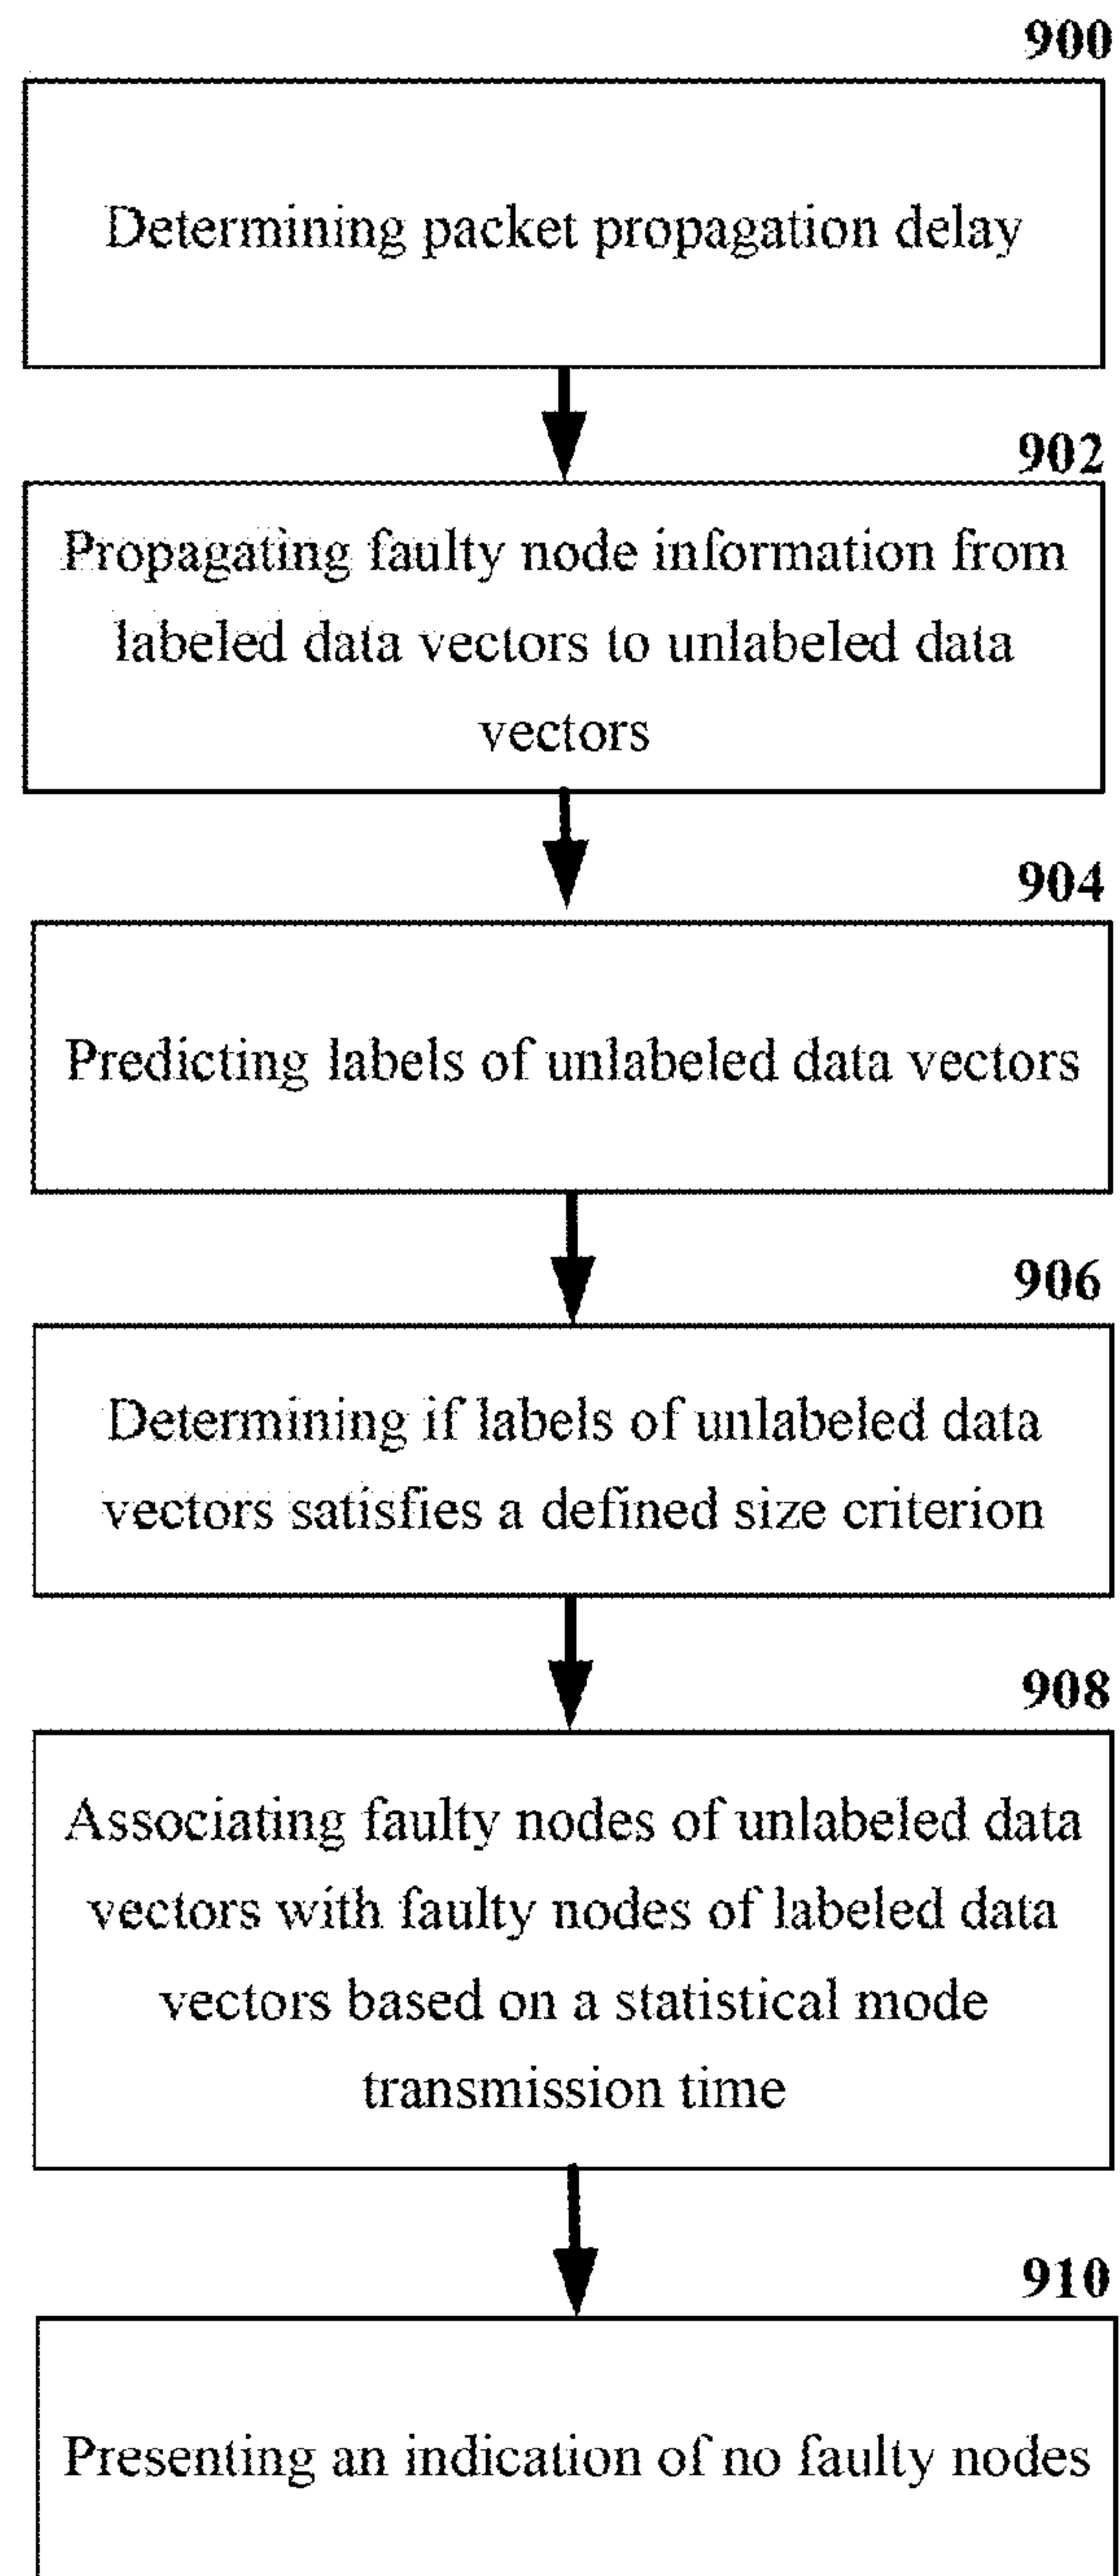 900
Determining packet propagation delay
902
Propagating faulty node information from
labeled data vectors to unlabeled data
vectors
904
Predicting labels of unlabeled data vectors
906
Determining if labels of unlabeled data
vectors satisfies a defined size criterion
908
Associating faulty nodes of unlabeled data
vectors with faulty nodes of labeled data
vectors based on a statistical mode
transmission time
910
Presenting an indication of no faulty nodes